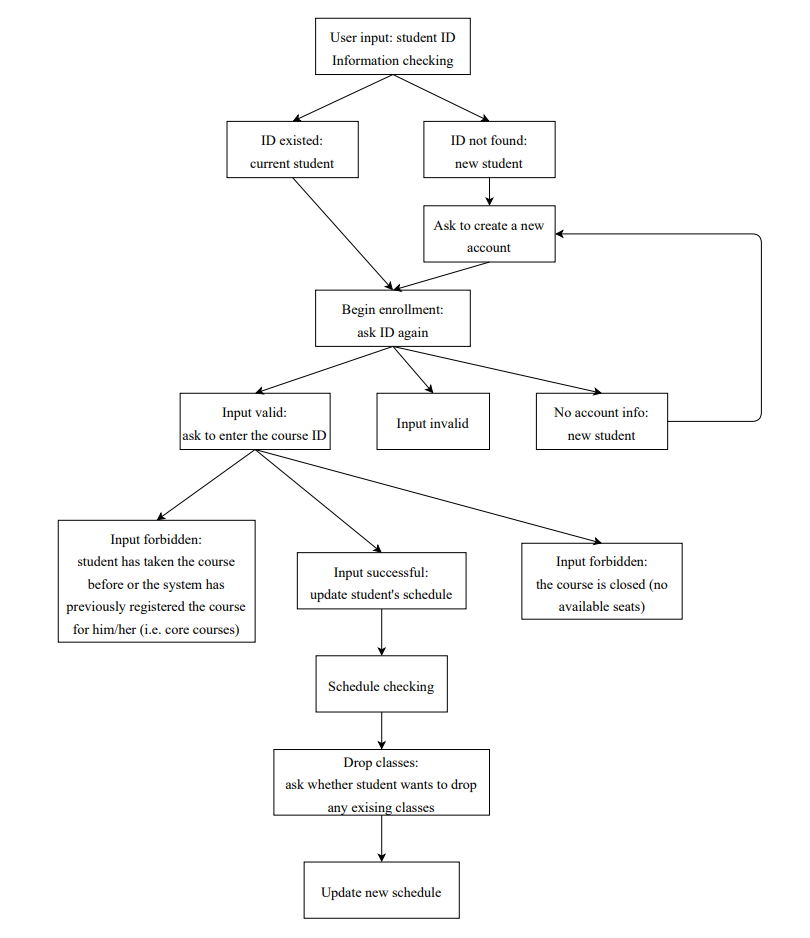 User input: student ID
Information checking
ID existed:
current student
ID not found:
new student
Ask to create a new
account
Begin enrollment:
ask ID again
Input valid:
ask to enter the course ID
Input invalid
No account info:
new student
Input forbidden:
student has taken the course
before or the system has
previously registered the course
for him/her (i.e. core courses)
Input successful:
update student's schedule
Input forbidden:
the course is closed (no
available seats)
Schedule checking
Drop classes:
ask whether student wants to drop
any exising classes
Update new schedule